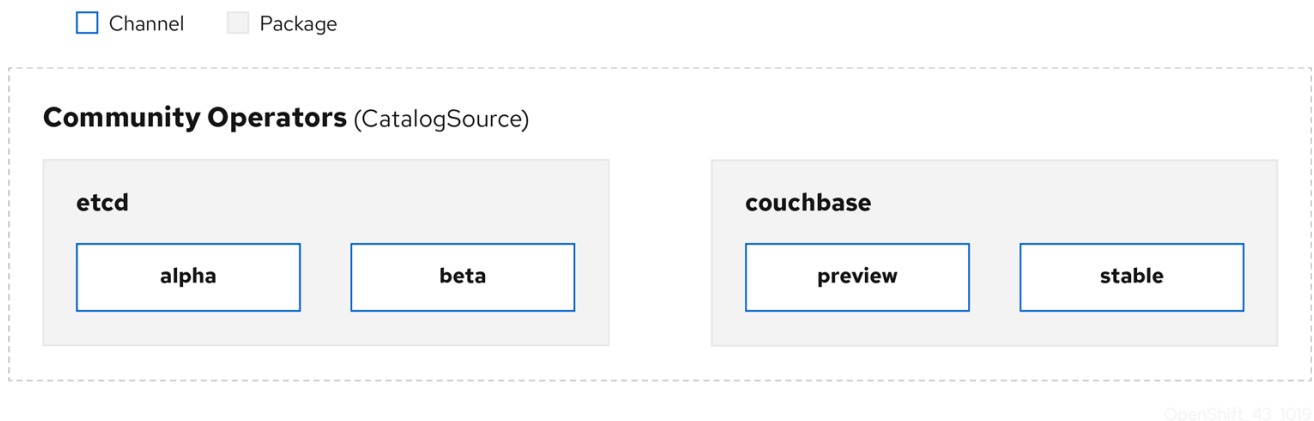 Channel Package
Community Operators (CatalogSource)
etcd couchbase
alpha beta preview stable
OpenShift_43_1019